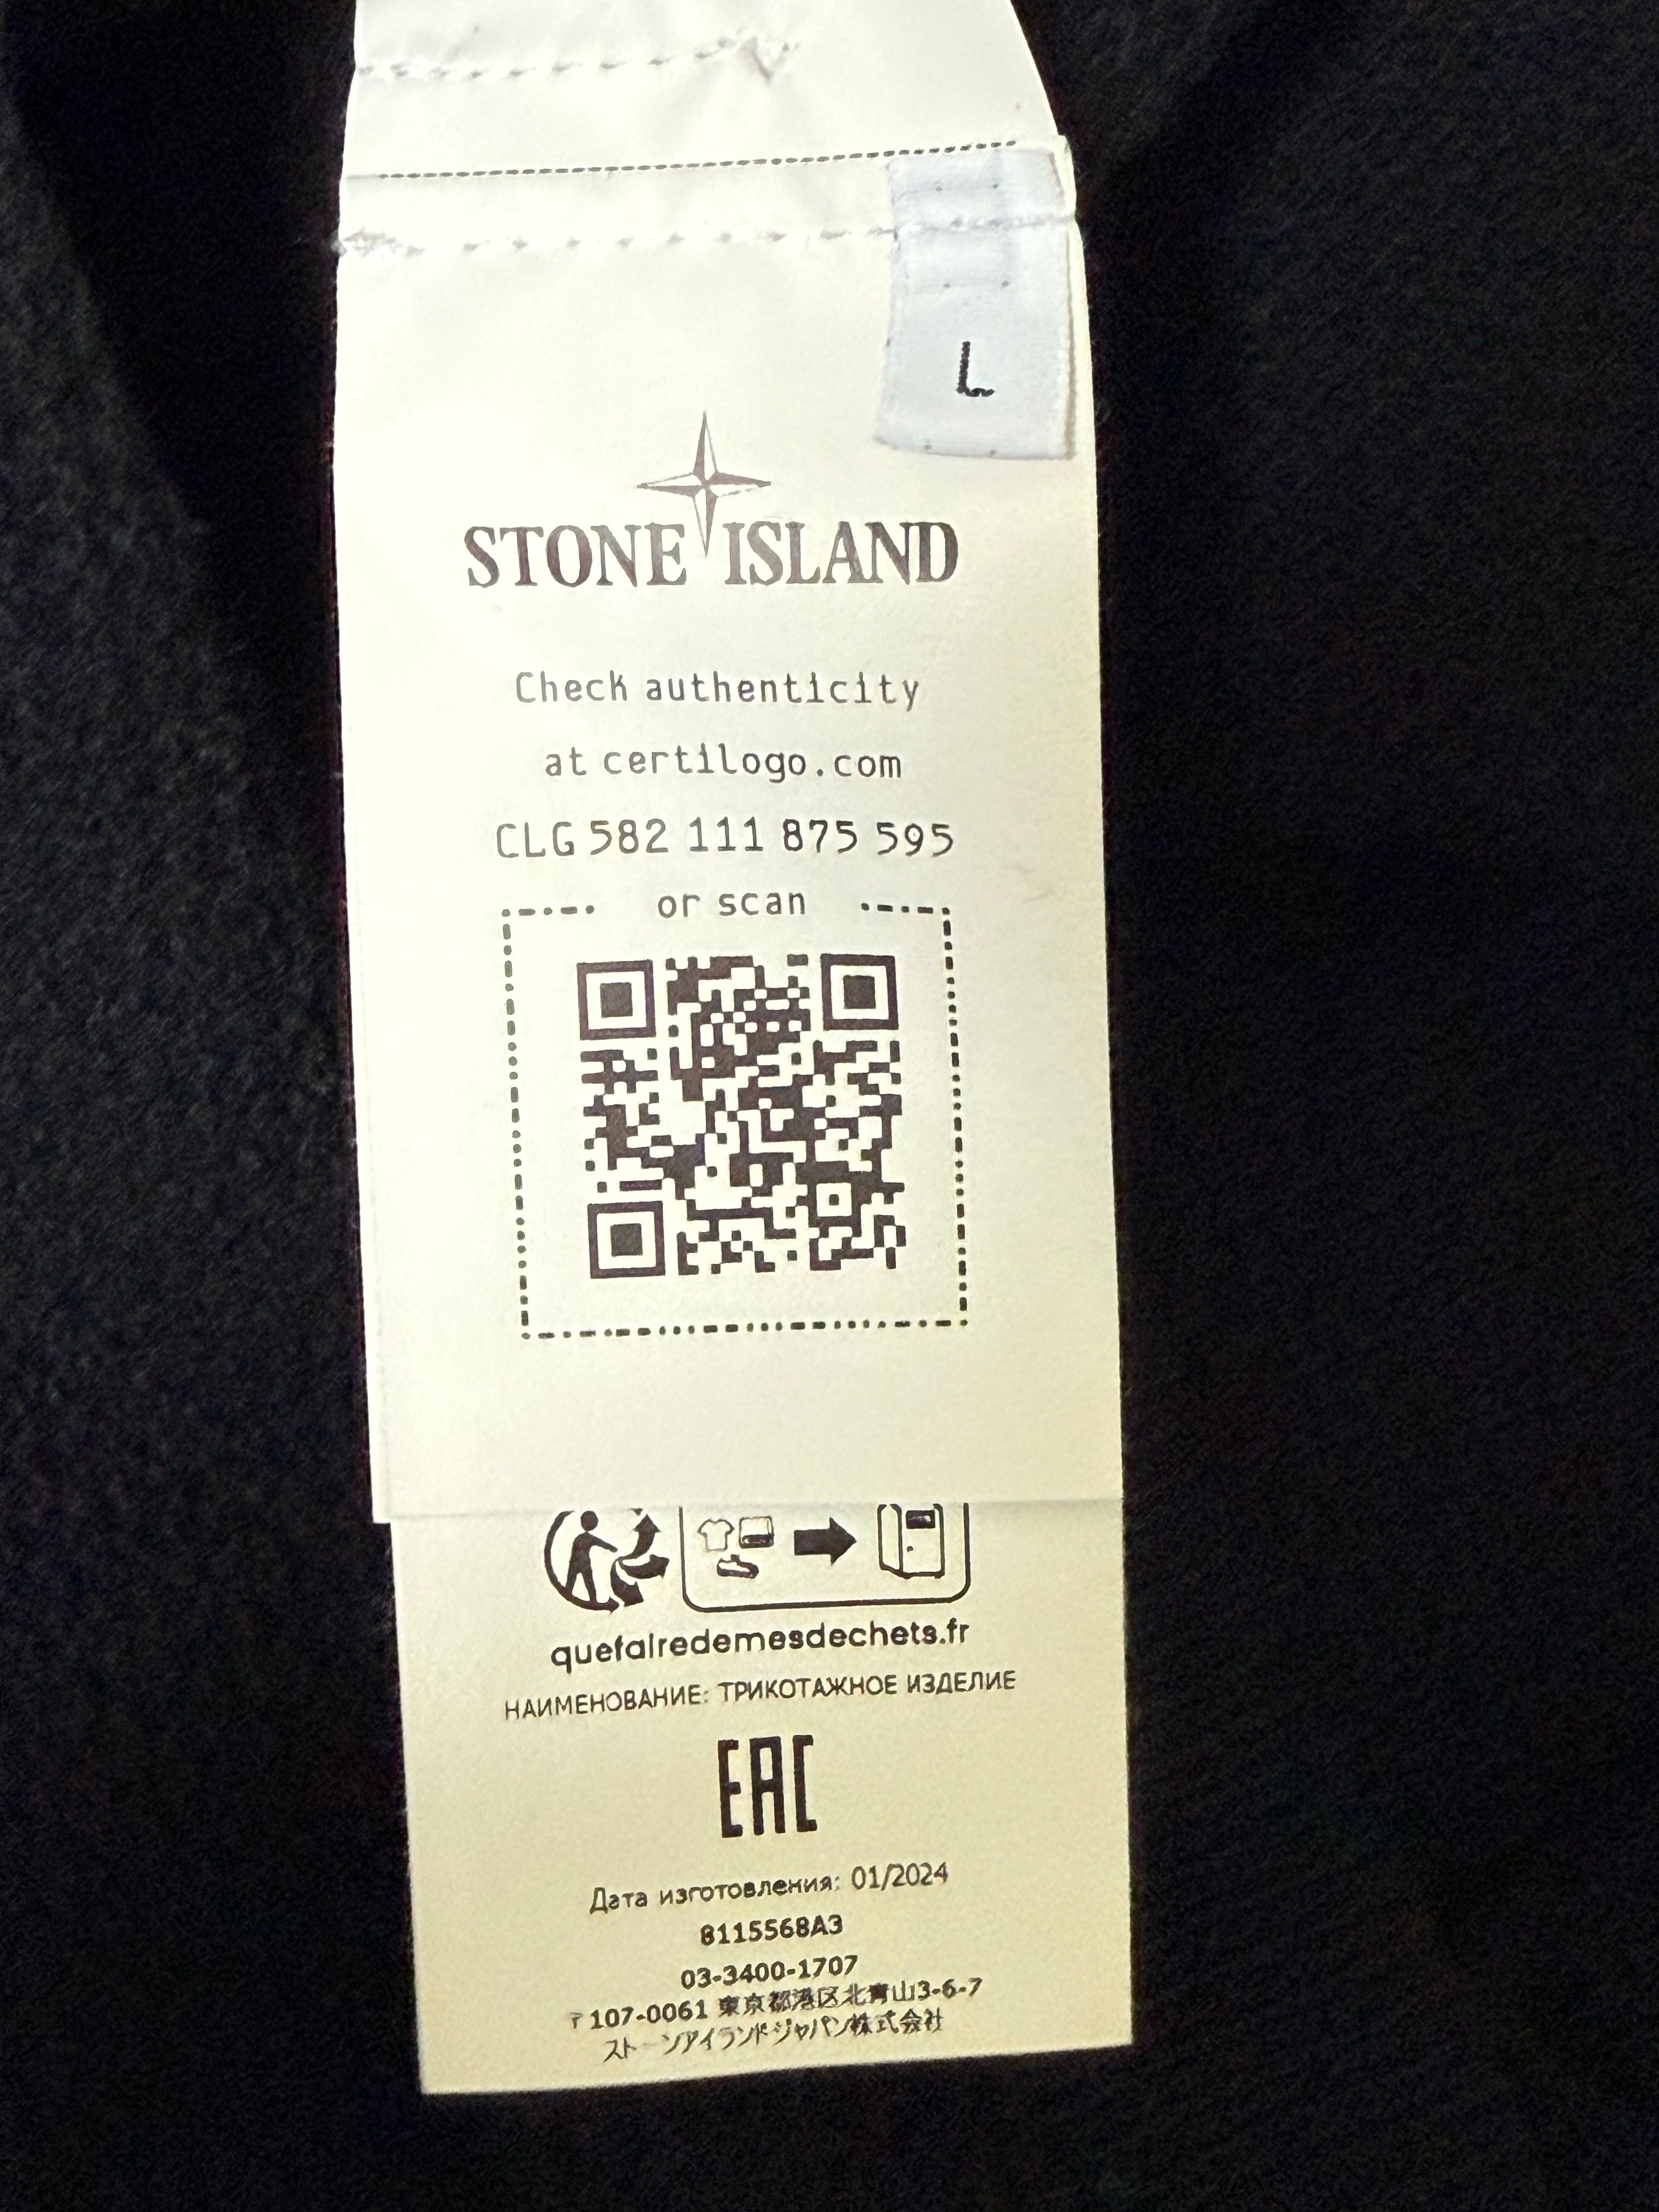 L
STONE ISLAND
Check authenticity
at certilogo.com
CLG 582 111 875 595
or scan
quefairedemesdechets.fr
НАИМЕНОВАНИЕ: ТРИКОТАЖНОЕ ИЗДЕЛИЕ
EAC
Дата изготовления: 01/2024
8115568A3
03-3400-1707
〒107-0061 東京都港区北青山3-6-7
ストーンアイランドジャパン株式会社